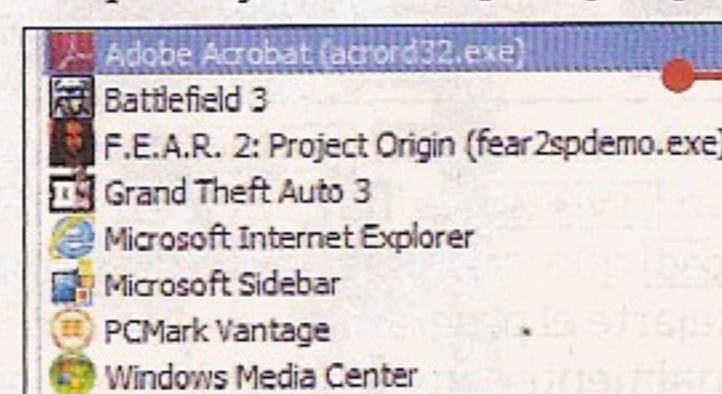 Adobe Acrobat (acrord32.exe)
Battlefield 3
F.E.A.R. 2: Project Origin (fear2spdemo.exe)
Grand Theft Auto 3
Microsoft Internet Explorer
Microsoft Sidebar
PCMark Vantage
Windows Media Center